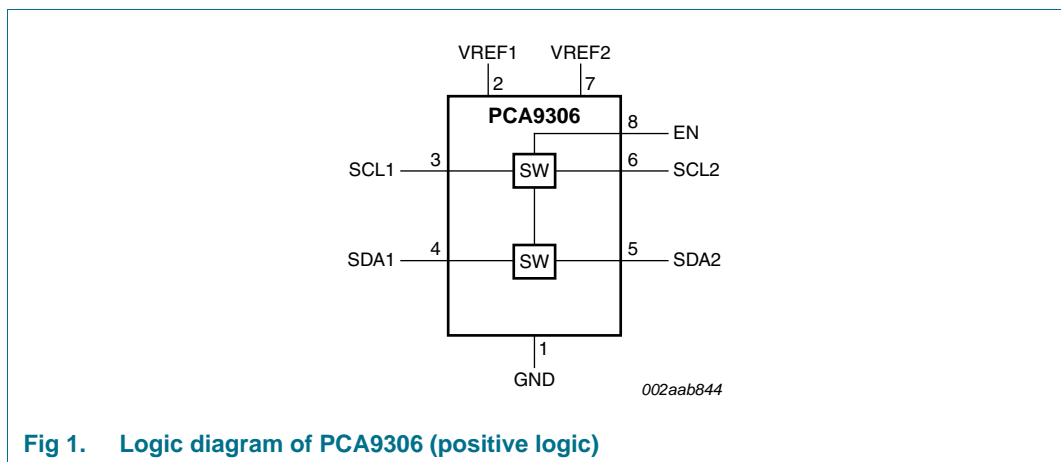 VREF1 VREF2
2 7
PCA9306
8 EN
SCL1 3 SW 6 SCL2
SDA1 4 SW 5 SDA2
1
GND
002aab844
Fig 1. Logic diagram of PCA9306 (positive logic)